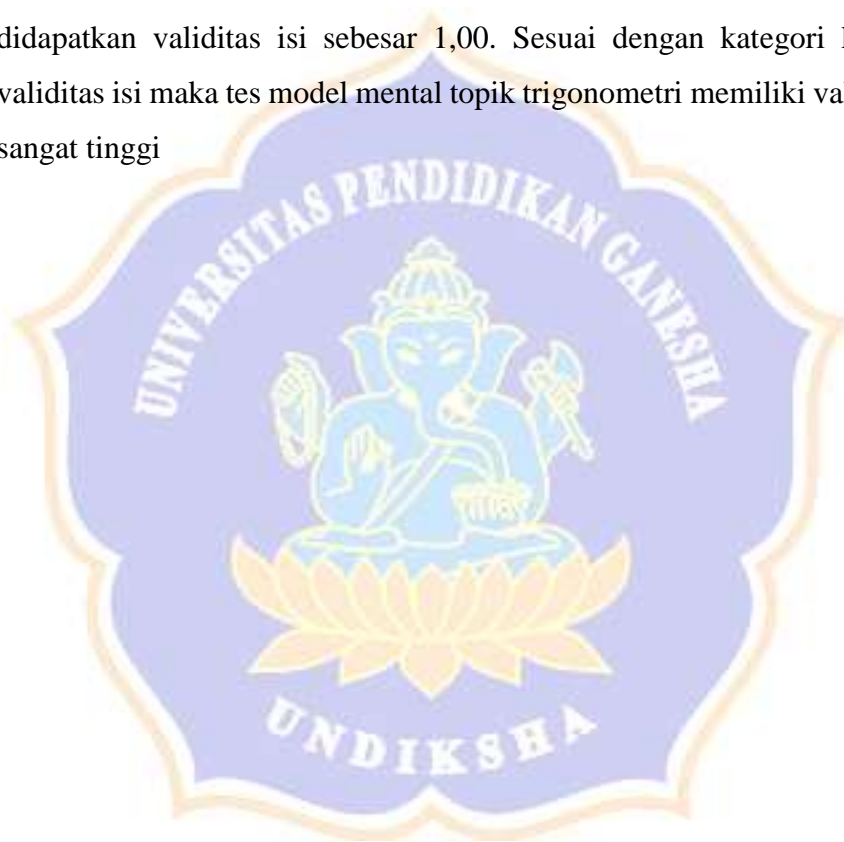 didapatkan validitas isi sebesar 1,00. Sesuai dengan kategori
validitas isi maka tes model mental topik trigonometri memiliki
sangat tinggi
UNIVERSITAS PENDIDIKAN GANESHA
UNDIKSHA